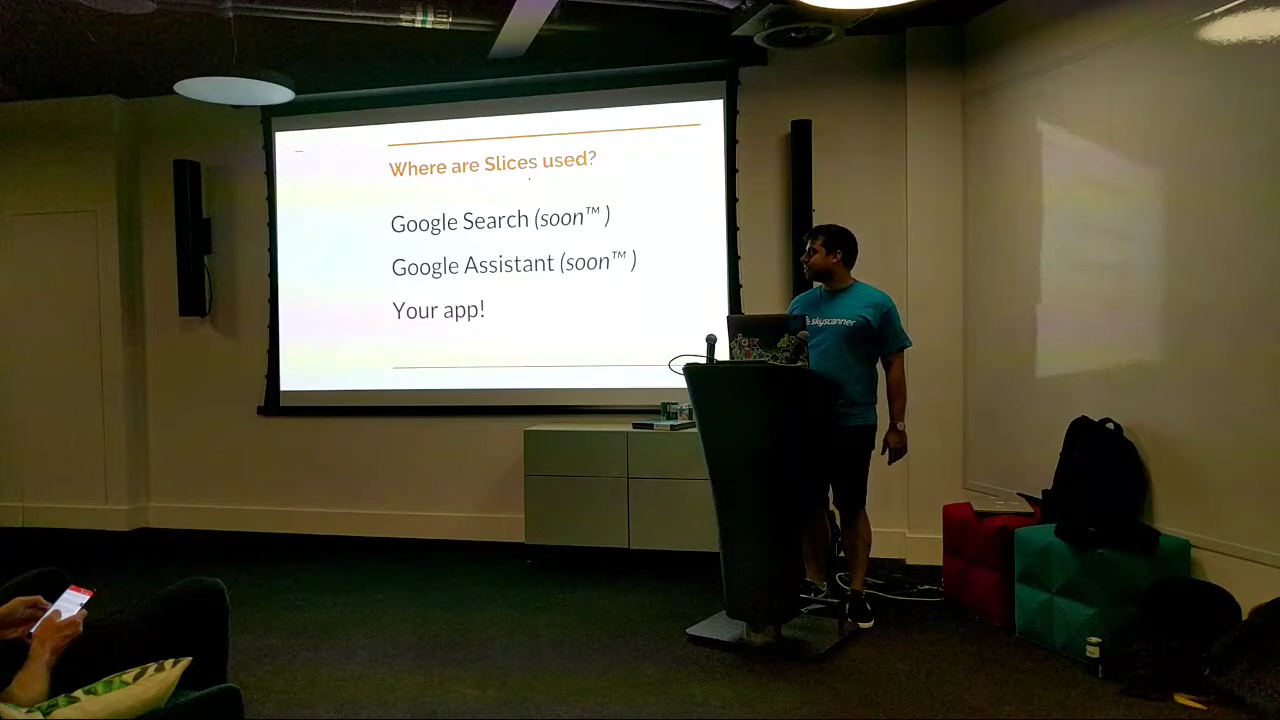 Where are Slices used?
Google Search (soon™ )
Google Assistant (soon™ )
Your app!
skyscanner